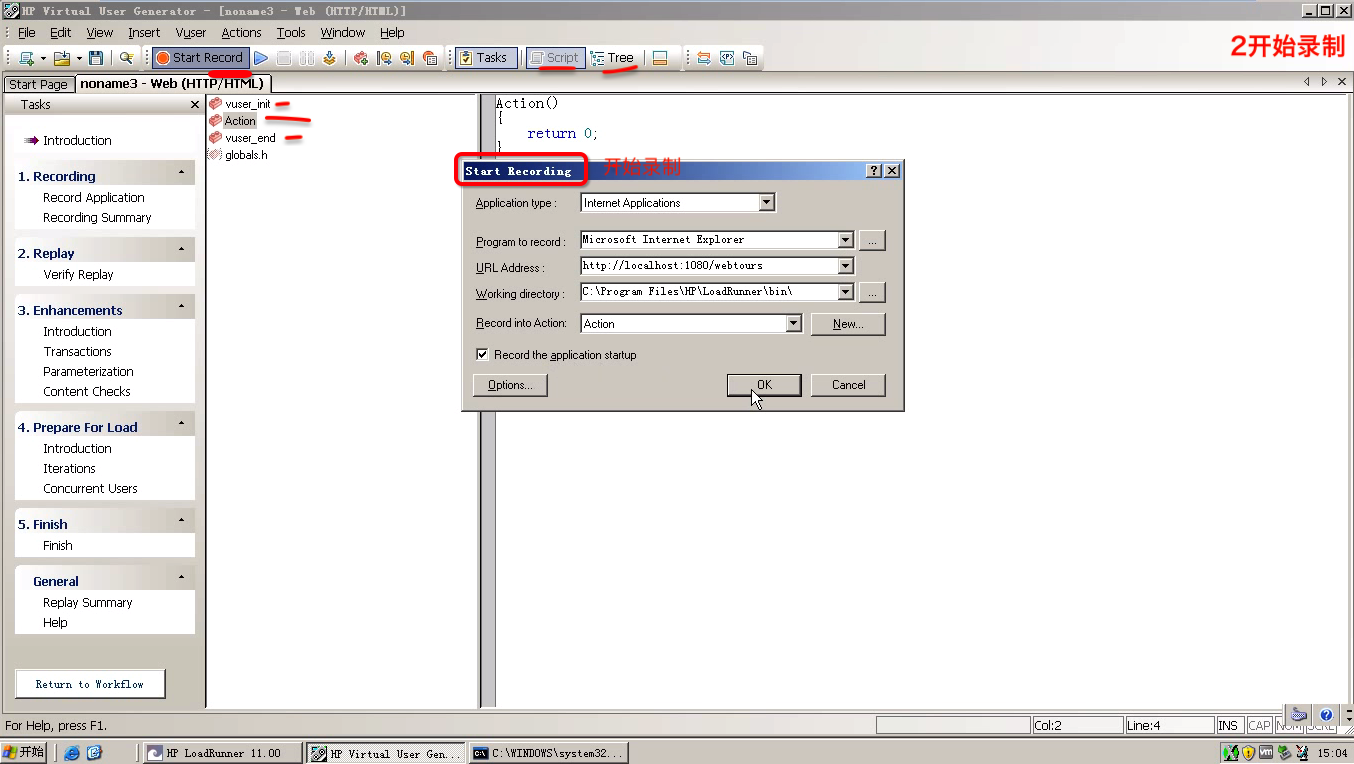 HP Virtual User Generator - [noname3 - Web (HTTP/HTML)]
File Edit View Insert Vuser Actions Tools Window Help
Start Record Tasks Script Tree
2开始录制
Start Page noname3 - Web (HTTP/HTML)
Tasks
Introduction
1. Recording
Record Application
Recording Summary
2. Replay
Verify Replay
3. Enhancements
Introduction
Transactions
Parameterization
Content Checks
4. Prepare For Load
Introduction
Iterations
Concurrent Users
5. Finish
Finish
General
Replay Summary
Help
Return to Workflow
vuser_init
Action
vuser_end
globals.h
Action()
{
return 0;
}
Start Recording 开始录制
Application type : Internet Applications
Program to record : Microsoft Internet Explorer ...
URL Address : http://localhost:1080/webtours
Working directory : C:\Program Files\HP\LoadRunner\bin\ ...
Record into Action: Action New...
Record the application startup
Options... OK Cancel
For Help, press F1.
Col:2 Line:4 INS CAP NUM SCRL
开始 HP LoadRunner 11.00 HP Virtual User Gen... C:\WINDOWS\system32... 15:04